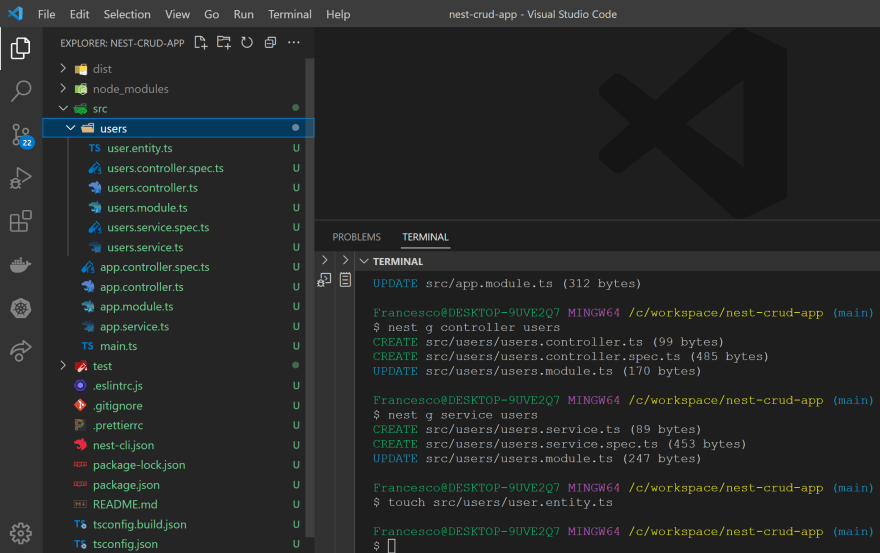 File Edit Selection View Go Run Terminal Help nest-crud-app - Visual Studio Code
EXPLORER: NEST-CRUD-APP
dist
node_modules
src
users
TS user.entity.ts U
users.controller.spec.ts U
users.controller.ts U
users.module.ts U
users.service.spec.ts U
users.service.ts U
app.controller.spec.ts U
app.controller.ts U
app.module.ts U
app.service.ts U
TS main.ts U
test
.eslintrc.js U
.gitignore U
.prettierrc U
nest-cli.json U
package-lock.json U
package.json U
README.md U
tsconfig.build.json U
tsconfig.json U
22
PROBLEMS TERMINAL
TERMINAL
UPDATE src/app.module.ts (312 bytes)
Francesco@DESKTOP-9UVE2Q7 MINGW64 /c/workspace/nest-crud-app (main)
$ nest g controller users
CREATE src/users/users.controller.ts (99 bytes)
CREATE src/users/users.controller.spec.ts (485 bytes)
UPDATE src/users/users.module.ts (170 bytes)
Francesco@DESKTOP-9UVE2Q7 MINGW64 /c/workspace/nest-crud-app (main)
$ nest g service users
CREATE src/users/users.service.ts (89 bytes)
CREATE src/users/users.service.spec.ts (453 bytes)
UPDATE src/users/users.module.ts (247 bytes)
Francesco@DESKTOP-9UVE2Q7 MINGW64 /c/workspace/nest-crud-app (main)
$ touch src/users/user.entity.ts
Francesco@DESKTOP-9UVE2Q7 MINGW64 /c/workspace/nest-crud-app (main)
$